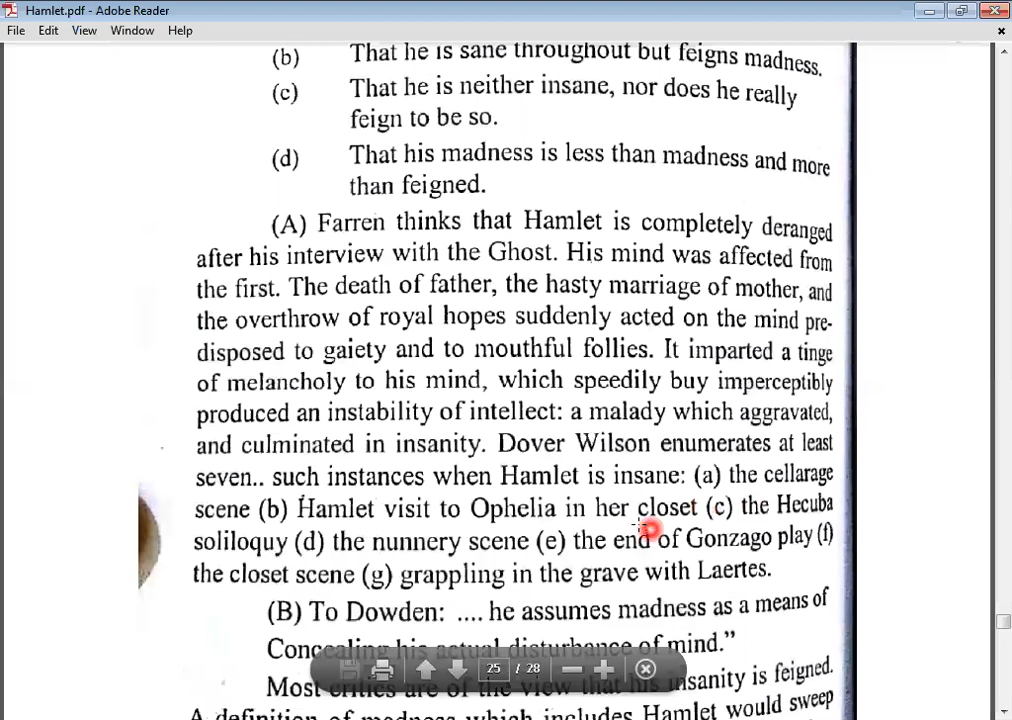 Hamlet.pdf - Adobe Reader
File Edit View Window Help
(b) That he is sane throughout but feigns madness.
(c) That he is neither insane, nor does he really
feign to be so.
(d) That his madness is less than madness and more
than feigned.
(A) Farren thinks that Hamlet is completely deranged
after his interview with the Ghost. His mind was affected from
the first. The death of father, the hasty marriage of mother, and
the overthrow of royal hopes suddenly acted on the mind pre-
disposed to gaiety and to mouthful follies. It imparted a tinge
of melancholy to his mind, which speedily buy imperceptibly
produced an instability of intellect: a malady which aggravated,
and culminated in insanity. Dover Wilson enumerates at least
seven.. such instances when Hamlet is insane: (a) the cellarage
scene (b) Hamlet visit to Ophelia in her closet (c) the Hecuba
soliloquy (d) the nunnery scene (e) the end of Gonzago play (f)
the closet scene (g) grappling in the grave with Laertes.
(B) To Dowden: .... he assumes madness as a means of
Concealing his actual disturbance of mind."
25 / 28
Most critics are of the view that his insanity is feigned.
A definition of madness which includes Hamlet would sweep